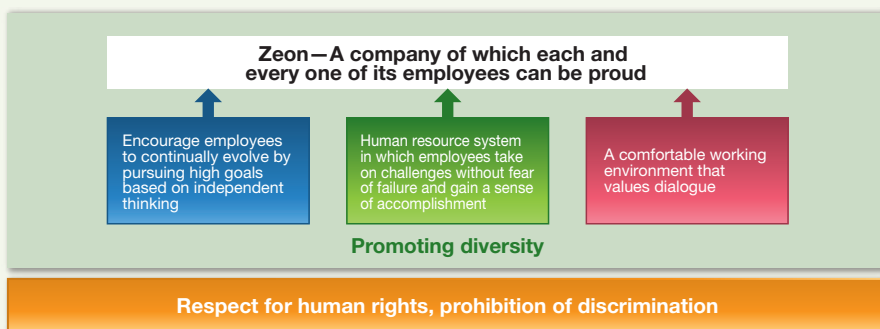 Zeon—A company of which each and
every one of its employees can be proud
Encourage employees
to continually evolve by
pursuing high goals
based on independent
thinking
Human resource system
in which employees take
on challenges without fear
of failure and gain a sense
of accomplishment
A comfortable working
environment that
values dialogue
Promoting diversity
Respect for human rights, prohibition of discrimination